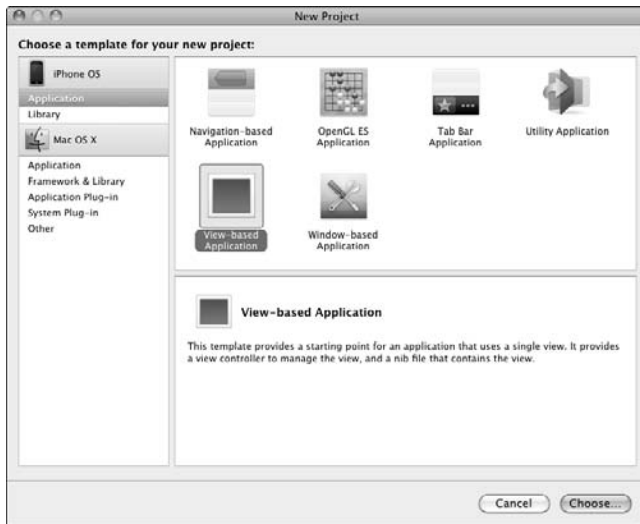 New Project
Choose a template for your new project:
iPhone OS
Application
Library
Mac OS X
Application
Framework & Library
Application Plug-in
System Plug-in
Other
Navigation-based
Application
OpenGL ES
Application
Tab Bar
Application
Utility Application
View-based
Application
Window-based
Application
View-based Application
This template provides a starting point for an application that uses a single view. It provides
a view controller to manage the view, and a nib file that contains the view.
Cancel
Choose...